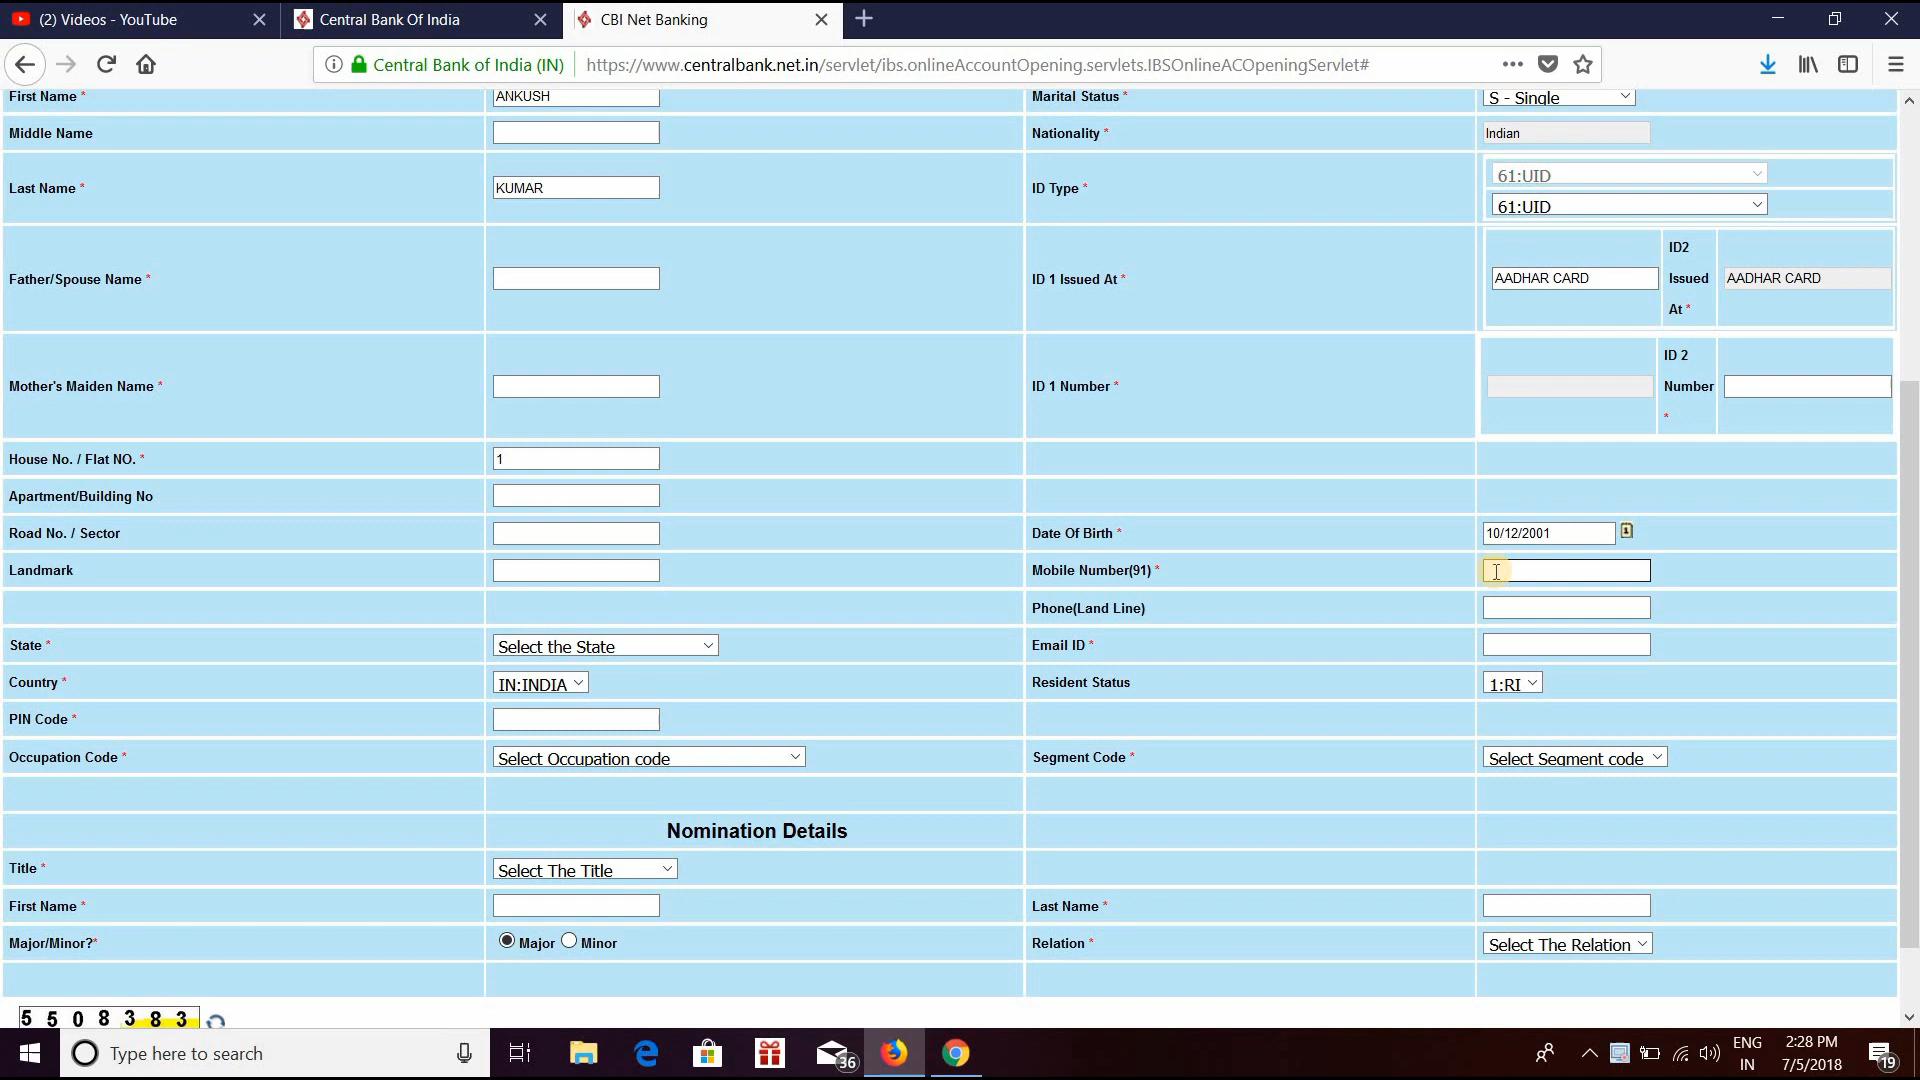 (2) Videos - YouTube
Central Bank Of India
CBI Net Banking
Central Bank of India (IN)
https://www.centralbank.net.in/servlet/ibs.onlineAccountOpening.servlets.IBSOnlineACOpeningServlet#
First Name * ANKUSH Marital Status * S - Single
Middle Name Nationality * Indian
Last Name * KUMAR ID Type * 61:UID
61:UID
Father/Spouse Name * ID 1 Issued At * AADHAR CARD ID2 Issued At * AADHAR CARD
Mother's Maiden Name * ID 1 Number * ID 2 Number *
House No. / Flat NO. * 1
Apartment/Building No
Road No. / Sector Date Of Birth * 10/12/2001
Landmark Mobile Number(91) *
Phone(Land Line)
State * Select the State Email ID *
Country * IN:INDIA Resident Status 1:RI
PIN Code *
Occupation Code * Select Occupation code Segment Code * Select Segment code
Nomination Details
Title * Select The Title
First Name * Last Name *
Major/Minor?* Major Minor Relation * Select The Relation
5 5 0 8 3 8 3
Type here to search
36
ENG
IN
2:28 PM
7/5/2018
19